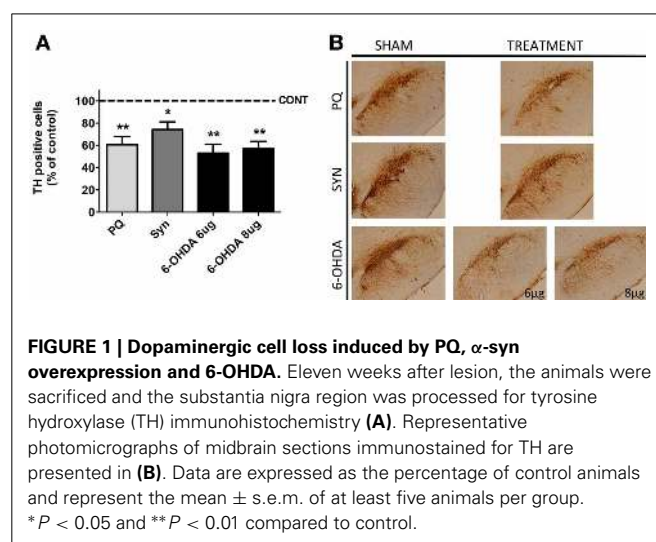 A
B
SHAM TREATMENT
100
80
60
40
20
0
TH positive cells
(% of control)
CONT
**
*
**
**
PQ
Syn
6-OHDA 6ug
6-OHDA 8ug
PQ
SYN
6-OHDA
6µg
8µg
FIGURE 1 | Dopaminergic cell loss induced by PQ, α-syn
overexpression and 6-OHDA. Eleven weeks after lesion, the animals were
sacrificed and the substantia nigra region was processed for tyrosine
hydroxylase (TH) immunohistochemistry (A). Representative
photomicrographs of midbrain sections immunostained for TH are
presented in (B). Data are expressed as the percentage of control animals
and represent the mean ± s.e.m. of at least five animals per group.
*P < 0.05 and **P < 0.01 compared to control.